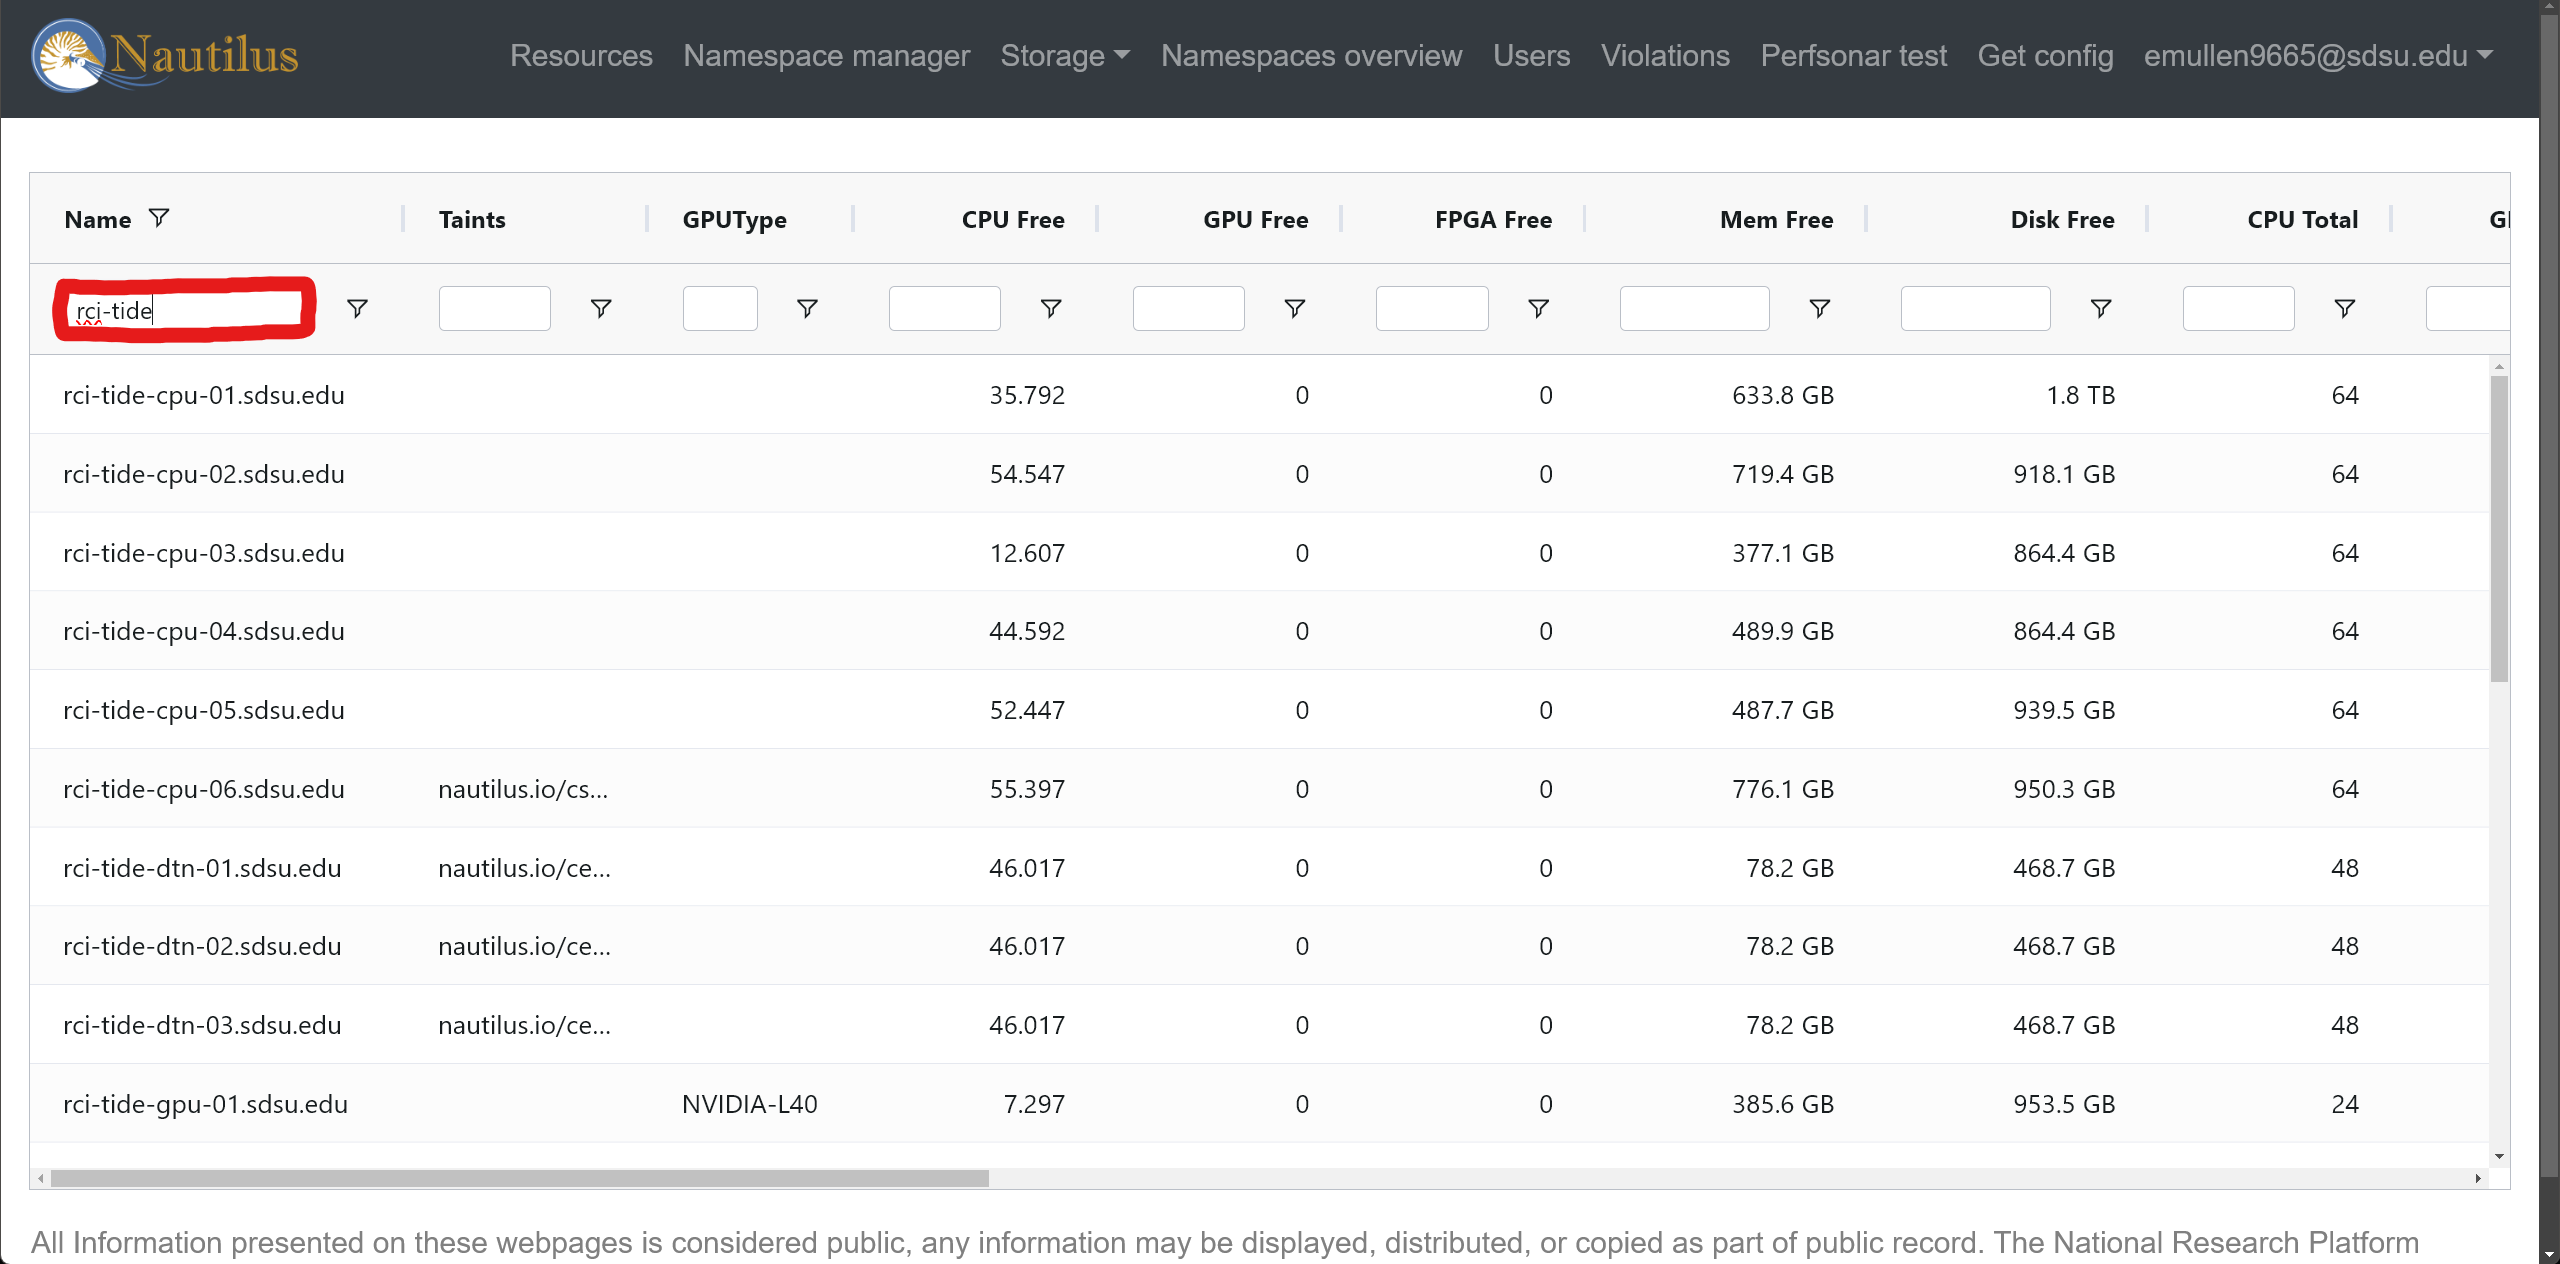 Nautilus Resources Namespace manager Storage Namespaces overview Users Violations Perfsonar test Get config emullen9665@sdsu.edu
Name Taints GPUType CPU Free GPU Free FPGA Free Mem Free Disk Free CPU Total
rci-tide
rci-tide-cpu-01.sdsu.edu 35.792 0 0 633.8 GB 1.8 TB 64
rci-tide-cpu-02.sdsu.edu 54.547 0 0 719.4 GB 918.1 GB 64
rci-tide-cpu-03.sdsu.edu 12.607 0 0 377.1 GB 864.4 GB 64
rci-tide-cpu-04.sdsu.edu 44.592 0 0 489.9 GB 864.4 GB 64
rci-tide-cpu-05.sdsu.edu 52.447 0 0 487.7 GB 939.5 GB 64
rci-tide-cpu-06.sdsu.edu nautilus.io/cs... 55.397 0 0 776.1 GB 950.3 GB 64
rci-tide-dtn-01.sdsu.edu nautilus.io/ce... 46.017 0 0 78.2 GB 468.7 GB 48
rci-tide-dtn-02.sdsu.edu nautilus.io/ce... 46.017 0 0 78.2 GB 468.7 GB 48
rci-tide-dtn-03.sdsu.edu nautilus.io/ce... 46.017 0 0 78.2 GB 468.7 GB 48
rci-tide-gpu-01.sdsu.edu NVIDIA-L40 7.297 0 0 385.6 GB 953.5 GB 24
All Information presented on these webpages is considered public, any information may be displayed, distributed, or copied as part of public record. The National Research Platform